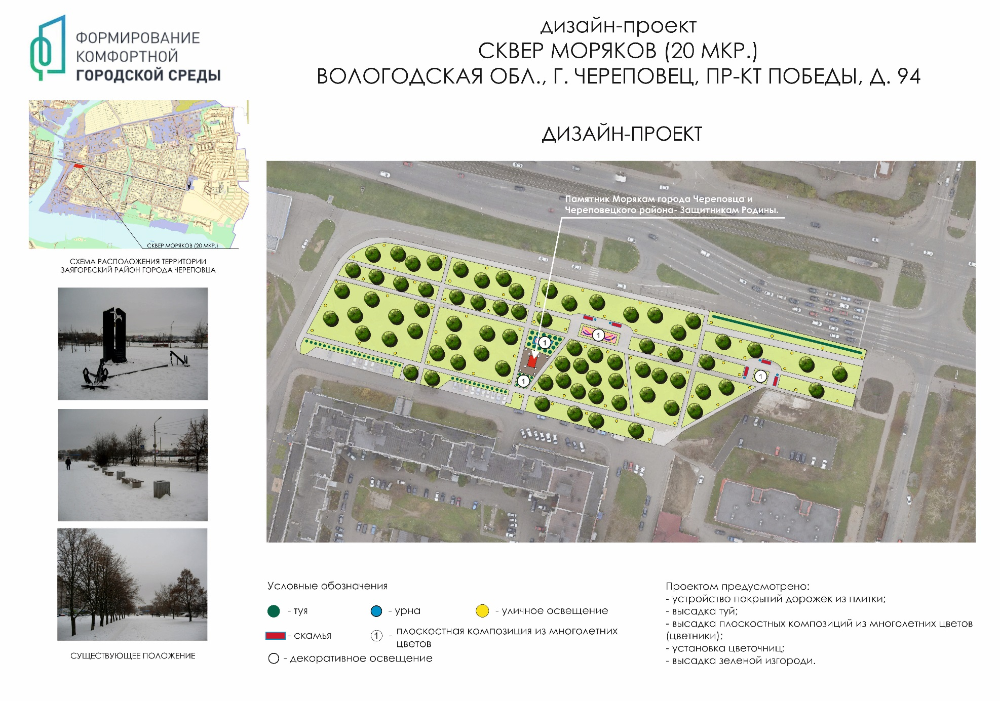 ФОРМИРОВАНИЕ
КОМФОРТНОЙ
ГОРОДСКОЙ СРЕДЫ
дизайн-проект
СКВЕР МОРЯКОВ (20 МКР.)
ВОЛОГОДСКАЯ ОБЛ., Г. ЧЕРЕПОВЕЦ, ПР-КТ ПОБЕДЫ, Д. 94
СКВЕР МОРЯКОВ (20 МКР.)
СХЕМА РАСПОЛОЖЕНИЯ ТЕРРИТОРИИ
ЗАЯГОРБСКИЙ РАЙОН ГОРОДА ЧЕРЕПОВЦА
СУЩЕСТВУЮЩЕЕ ПОЛОЖЕНИЕ
ДИЗАЙН-ПРОЕКТ
Памятник Морякам города Череповца и
Череповецкого района- Защитникам Родины.
1
1
1
1
Условные обозначения
- туя
- урна
- уличное освещение
- скамья
1 - плоскостная композиция из многолетних
цветов
- декоративное освещение
Проектом предусмотрено:
- устройство покрытий дорожек из плитки;
- высадка туй;
- высадка плоскостных композиций из многолетних цветов
(цветники);
- установка цветочниц;
- высадка зеленой изгороди.